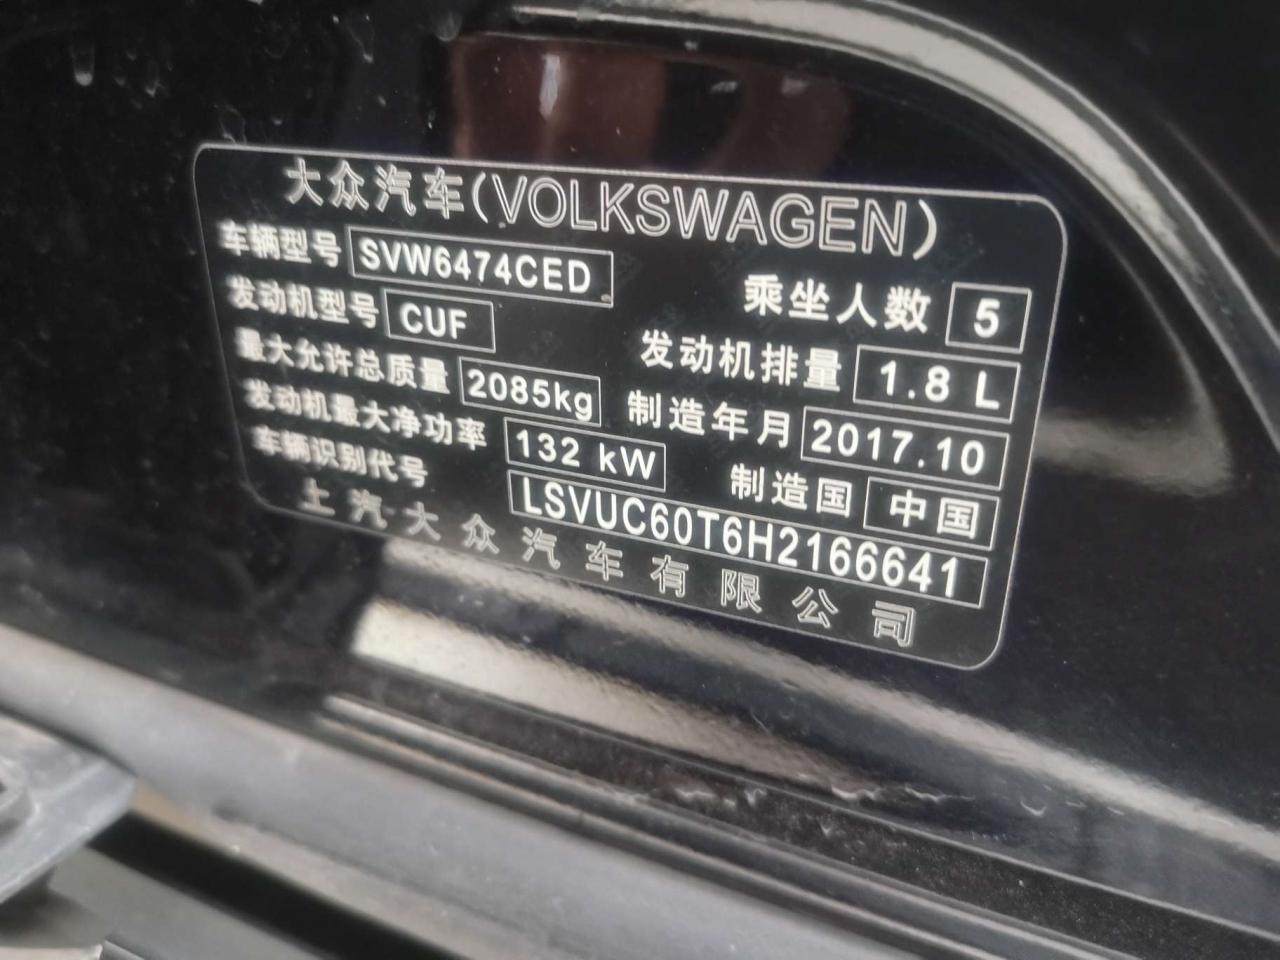 大众汽车(VOLKSWAGEN)
车辆型号 SVW6474CED 乘坐人数 5
发动机型号 CUF 发动机排量 1.8 L
最大允许总质量 2085kg 制造年月 2017.10
发动机最大净功率 132 kW 制造国 中国
车辆识别代号 LSVUC60T6H2166641
上汽大众汽车有限公司